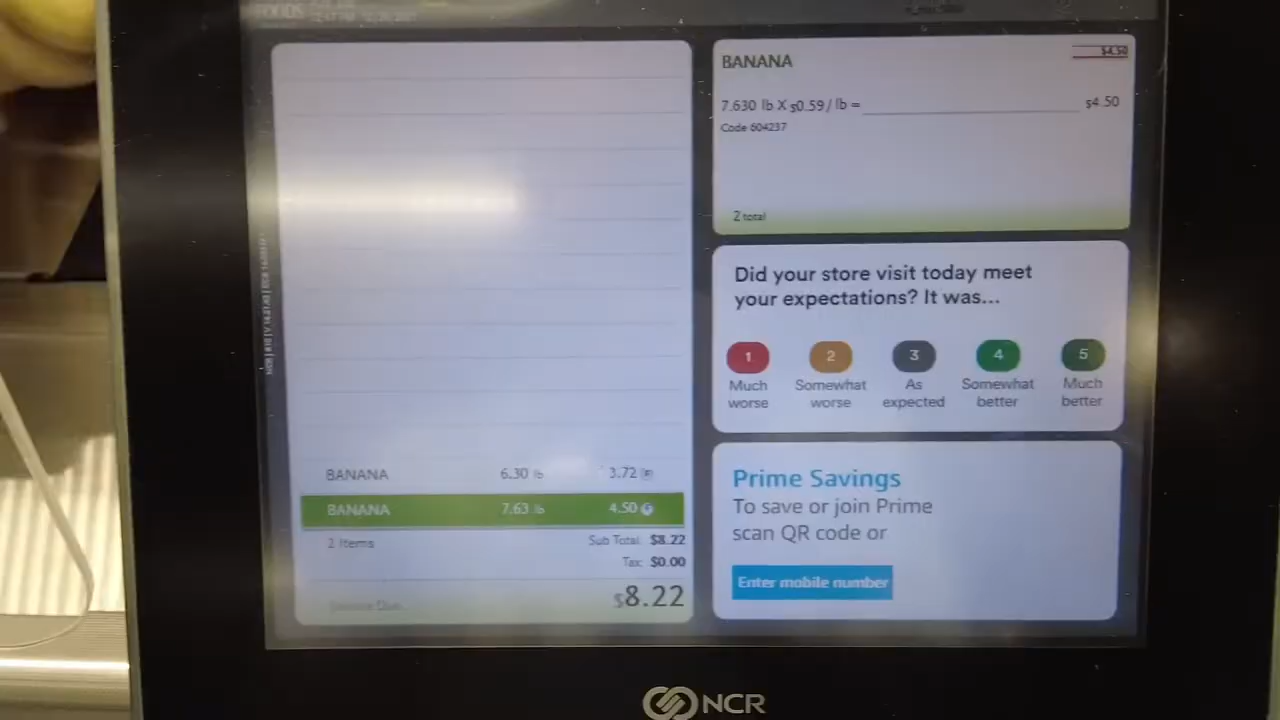 BANANA 6.30 lb 3.72 F
BANANA 7.63 lb 4.50 F
2 Items Sub Total: $8.22
Tax: $0.00
$8.22
BANANA $4.50
7.630 lb X $0.59 / lb = $4.50
Code 604237
2 total
Did your store visit today meet
your expectations? It was...
1 2 3 4 5
Much Somewhat As Somewhat Much
worse worse expected better better
Prime Savings
To save or join Prime
scan QR code or
Enter mobile number
NCR